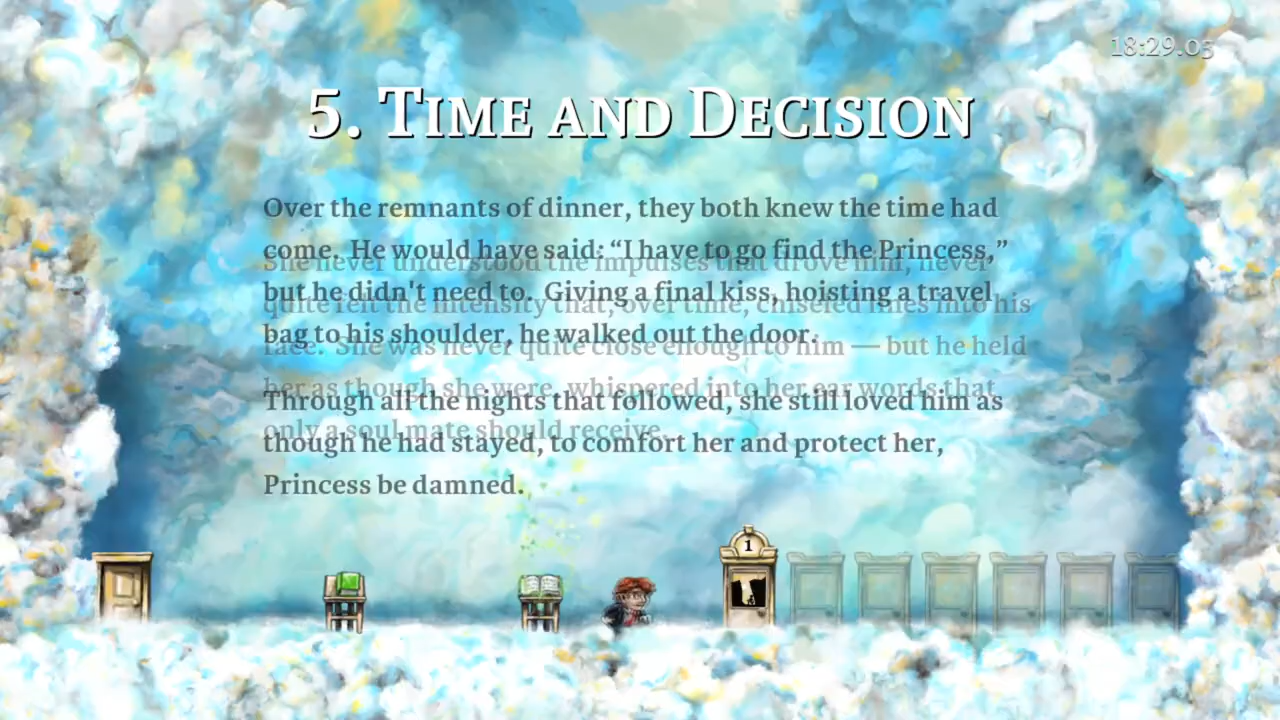 18:29.03
5. Time and Decision
Over the remnants of dinner, they both knew the time had
come. He would have said: “I have to go find the Princess,”
She never understood the impulses that drove him, never
but he didn't need to. Giving a final kiss, hoisting a travel
quite felt the intensity that, over time, chiseled lines into his
bag to his shoulder, he walked out the door.
face. She was never quite close enough to him — but he held
her as though she were, whispered into her ear words that
Through all the nights that followed, she still loved him as
only a soul mate should receive.
though he had stayed, to comfort her and protect her,
Princess be damned.
1